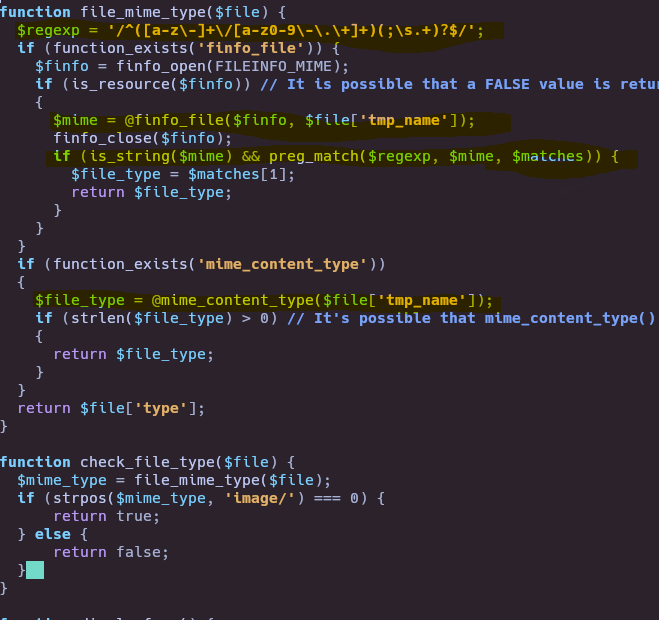 function file_mime_type($file) {
  $regexp = '/^([a-z\-]+\/[a-z0-9\-\.\+]+)(;\s.+)?$/';
  if (function_exists('finfo_file')) {
    $finfo = finfo_open(FILEINFO_MIME);
    if (is_resource($finfo)) // It is possible that a FALSE value is retur
    {
      $mime = @finfo_file($finfo, $file['tmp_name']);
      finfo_close($finfo);
      if (is_string($mime) && preg_match($regexp, $mime, $matches)) {
        $file_type = $matches[1];
        return $file_type;
      }
    }
  }
  if (function_exists('mime_content_type'))
  {
    $file_type = @mime_content_type($file['tmp_name']);
    if (strlen($file_type) > 0) // It's possible that mime_content_type()
    {
      return $file_type;
    }
  }
  return $file['type'];
}

function check_file_type($file) {
  $mime_type = file_mime_type($file);
  if (strpos($mime_type, 'image/') === 0) {
      return true;
  } else {
      return false;
  }
}